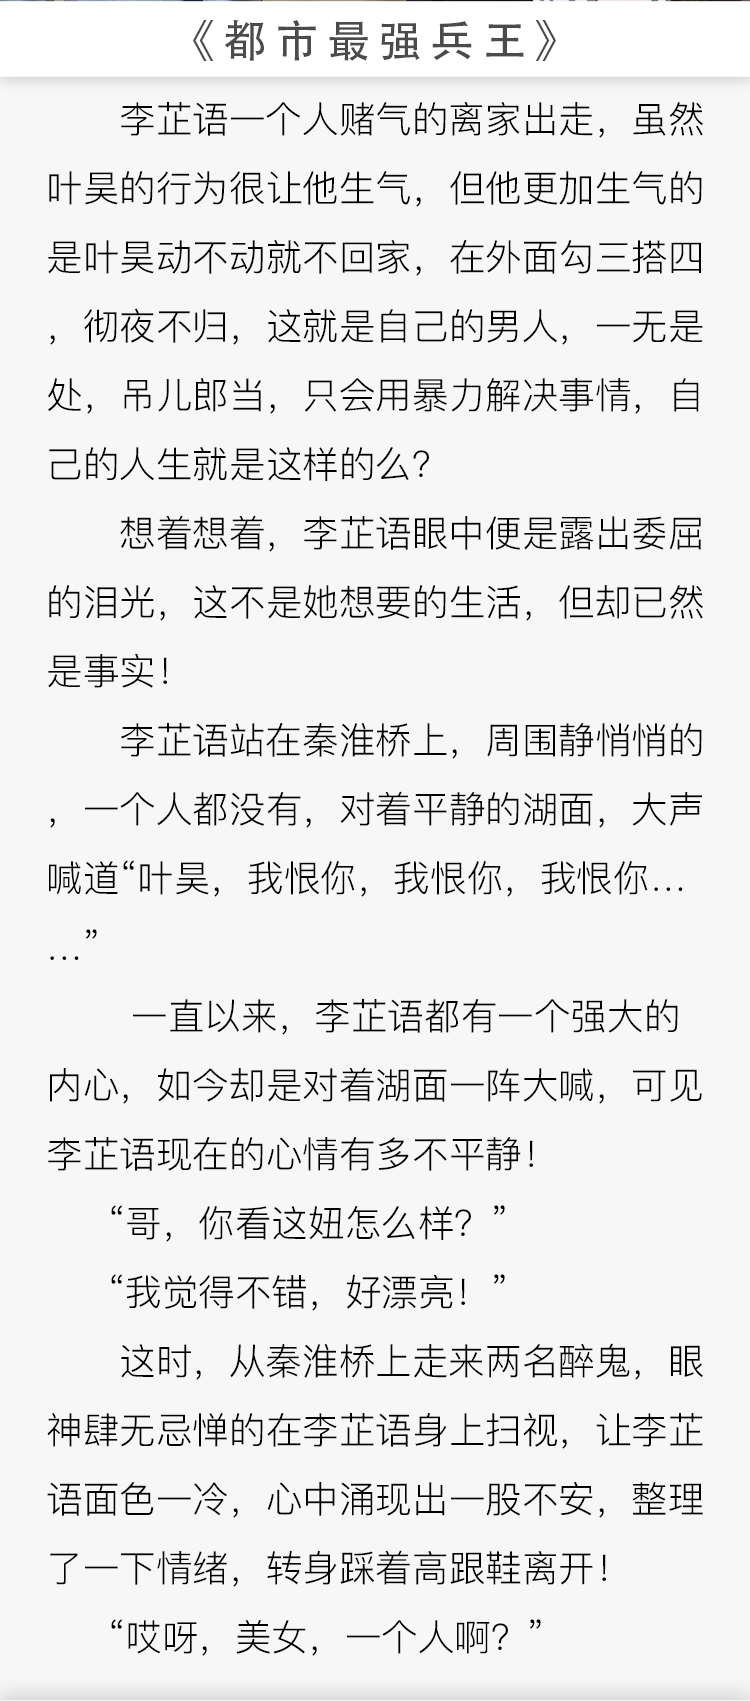 《都市最强兵王》
李芷语一个人赌气的离家出走，虽然
叶昊的行为很让他生气，但他更加生气的
是叶昊动不动就不回家，在外面勾三搭四
，彻夜不归，这就是自己的男人，一无是
处，吊儿郎当，只会用暴力解决事情，自
己的人生就是这样的么？
想着想着，李芷语眼中便是露出委屈
的泪光，这不是她想要的生活，但却已然
是事实！
李芷语站在秦淮桥上，周围静悄悄的
，一个人都没有，对着平静的湖面，大声
喊道“叶昊，我恨你，我恨你，我恨你…
…”
一直以来，李芷语都有一个强大的
内心，如今却是对着湖面一阵大喊，可见
李芷语现在的心情有多不平静！
“哥，你看这妞怎么样？”
“我觉得不错，好漂亮！”
这时，从秦淮桥上走来两名醉鬼，眼
神肆无忌惮的在李芷语身上扫视，让李芷
语面色一冷，心中涌现出一股不安，整理
了一下情绪，转身踩着高跟鞋离开！
“哎呀，美女，一个人啊？”